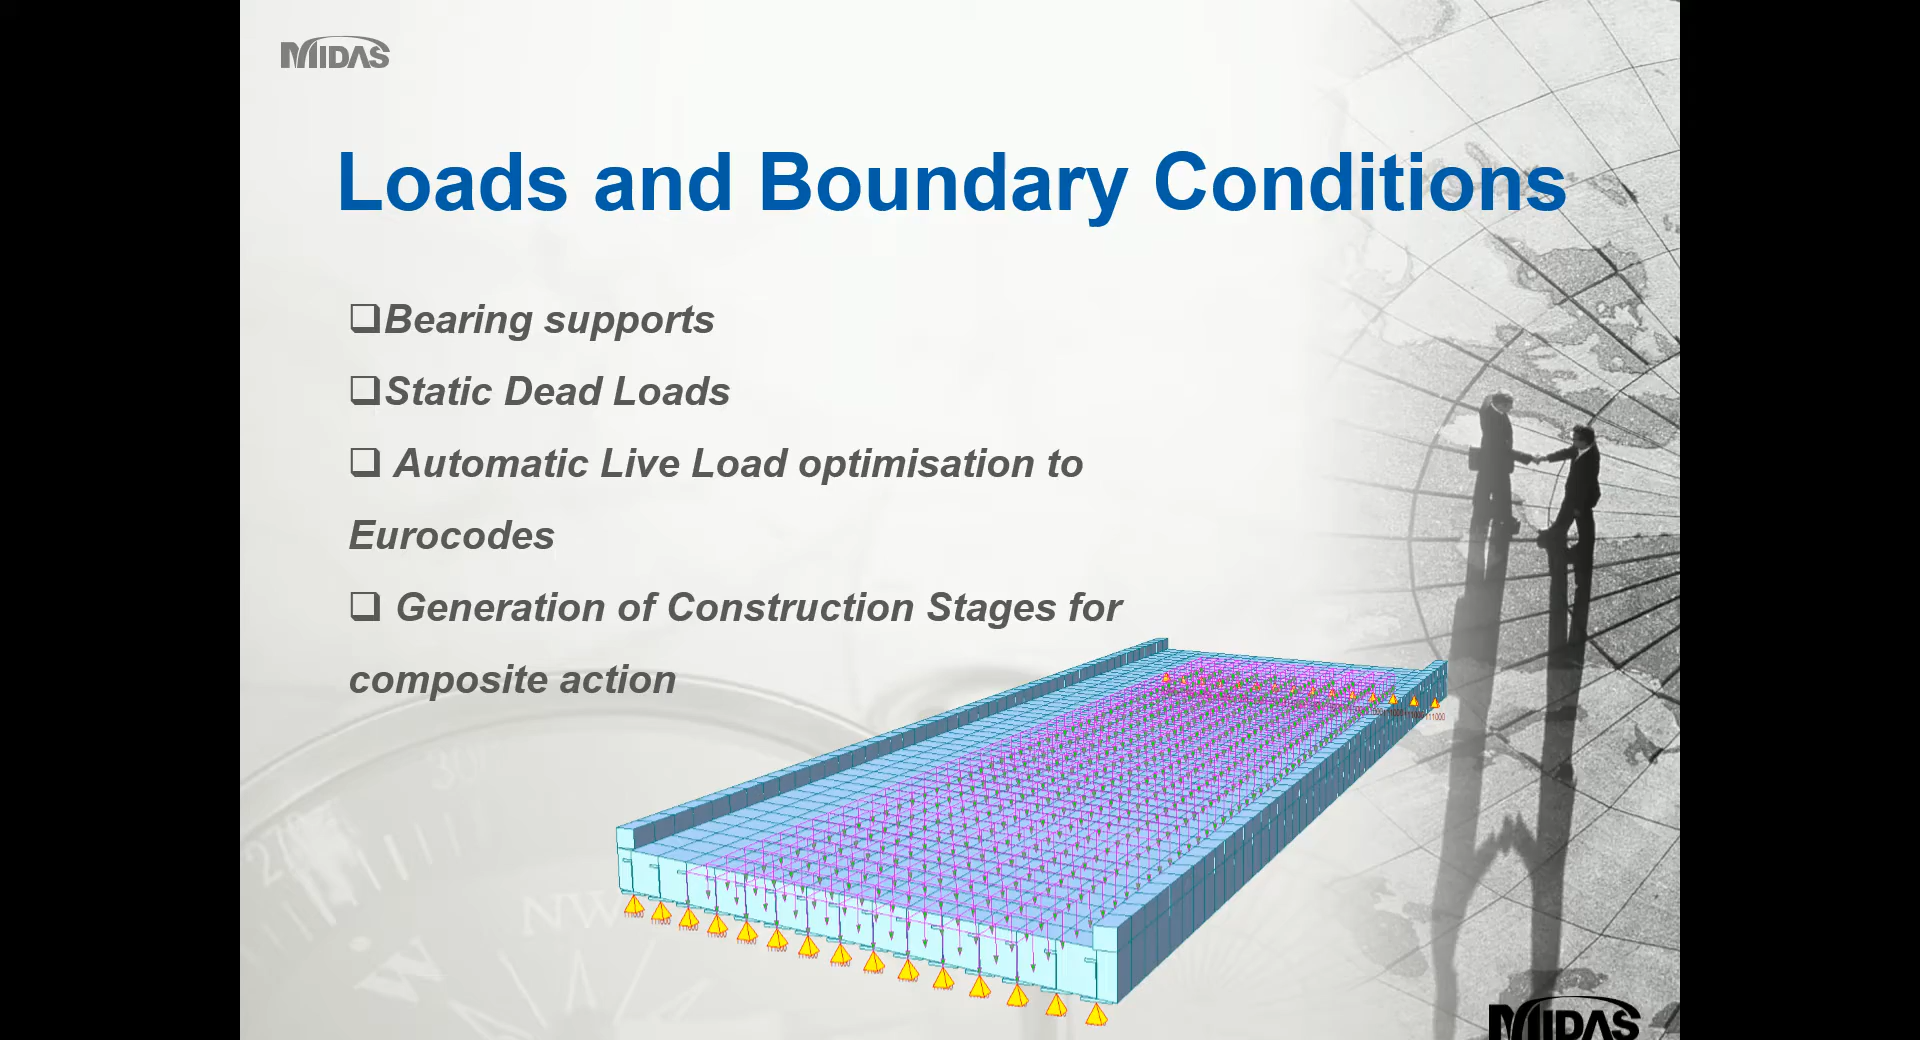 MIDAS
Loads and Boundary Conditions
❑Bearing supports
❑Static Dead Loads
❑ Automatic Live Load optimisation to
Eurocodes
❑ Generation of Construction Stages for
composite action
NW
W
MIDAS